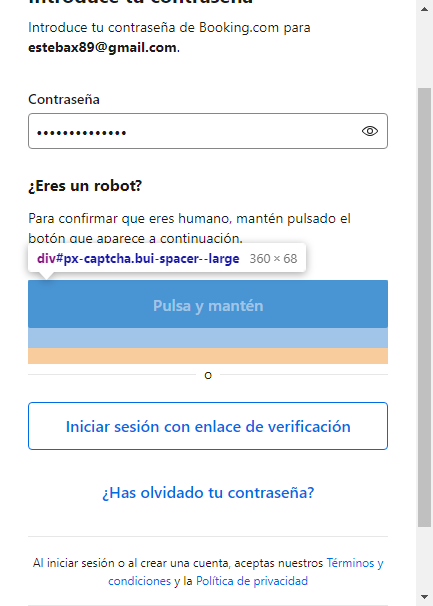 Introduce tu contraseña
Introduce tu contraseña de Booking.com para
estebax89@gmail.com.
Contraseña
••••••••••••••
¿Eres un robot?
Para confirmar que eres humano, mantén pulsado el
botón que aparece a continuación.
div#px-captcha.bui-spacer--large 360 × 68
Pulsa y mantén
o
Iniciar sesión con enlace de verificación
¿Has olvidado tu contraseña?
Al iniciar sesión o al crear una cuenta, aceptas nuestros Términos y
condiciones y la Política de privacidad